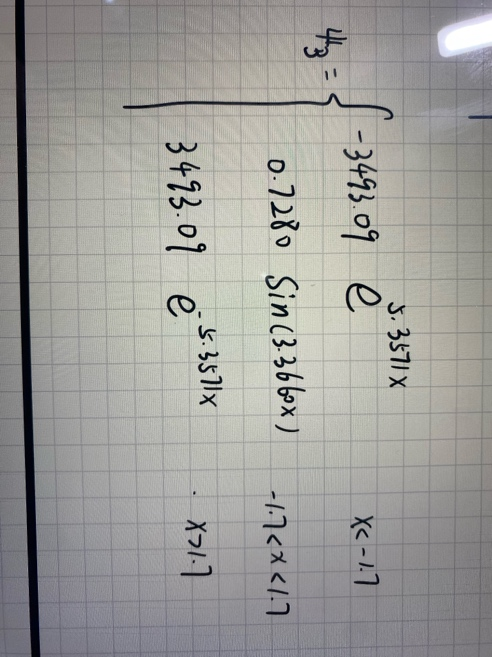 ψ₃ = { -3493.09 e^{5.3571x} x<-1.7
0.7280 Sin(3.3660x) -1.7<x<1.7
3493.09 e^{-5.3571x} x>1.7